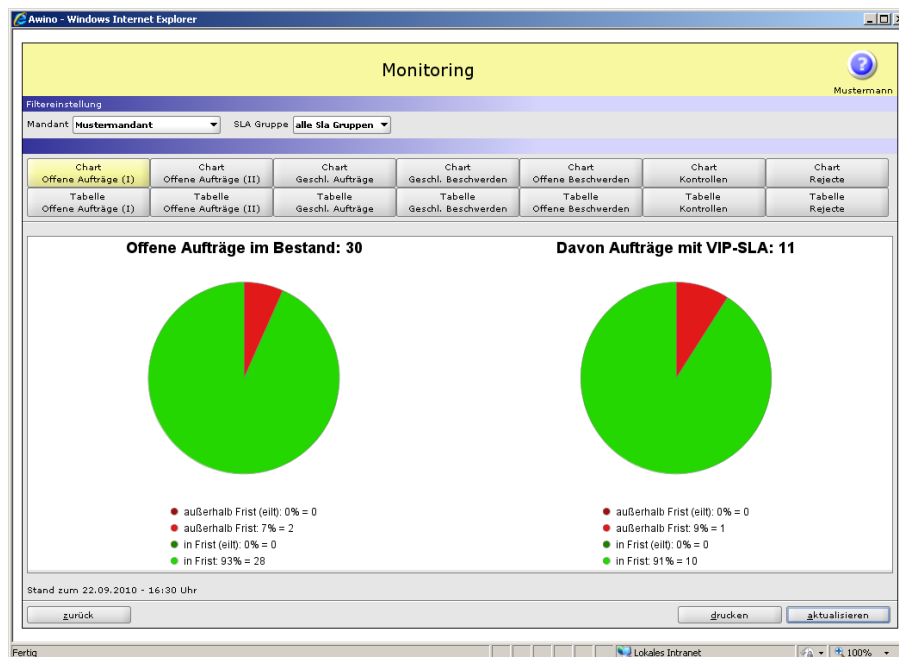 Awino - Windows Internet Explorer
Monitoring
?
Mustermann
Filtereinstellung
Mandant Mustermandant SLA Gruppe alle Sla Gruppen
Chart Offene Aufträge (I)
Chart Offene Aufträge (II)
Chart Geschl. Aufträge
Chart Geschl. Beschwerden
Chart Offene Beschwerden
Chart Kontrollen
Chart Rejecte
Tabelle Offene Aufträge (I)
Tabelle Offene Aufträge (II)
Tabelle Geschl. Aufträge
Tabelle Geschl. Beschwerden
Tabelle Offene Beschwerden
Tabelle Kontrollen
Tabelle Rejecte
Offene Aufträge im Bestand: 30
außerhalb Frist (eilt): 0% = 0
außerhalb Frist: 7% = 2
in Frist (eilt): 0% = 0
in Frist: 93% = 28
Davon Aufträge mit VIP-SLA: 11
außerhalb Frist (eilt): 0% = 0
außerhalb Frist: 9% = 1
in Frist (eilt): 0% = 0
in Frist: 91% = 10
Stand zum 22.09.2010 - 16:30 Uhr
zurück
drucken
aktualisieren
Fertig
Lokales Intranet
100%